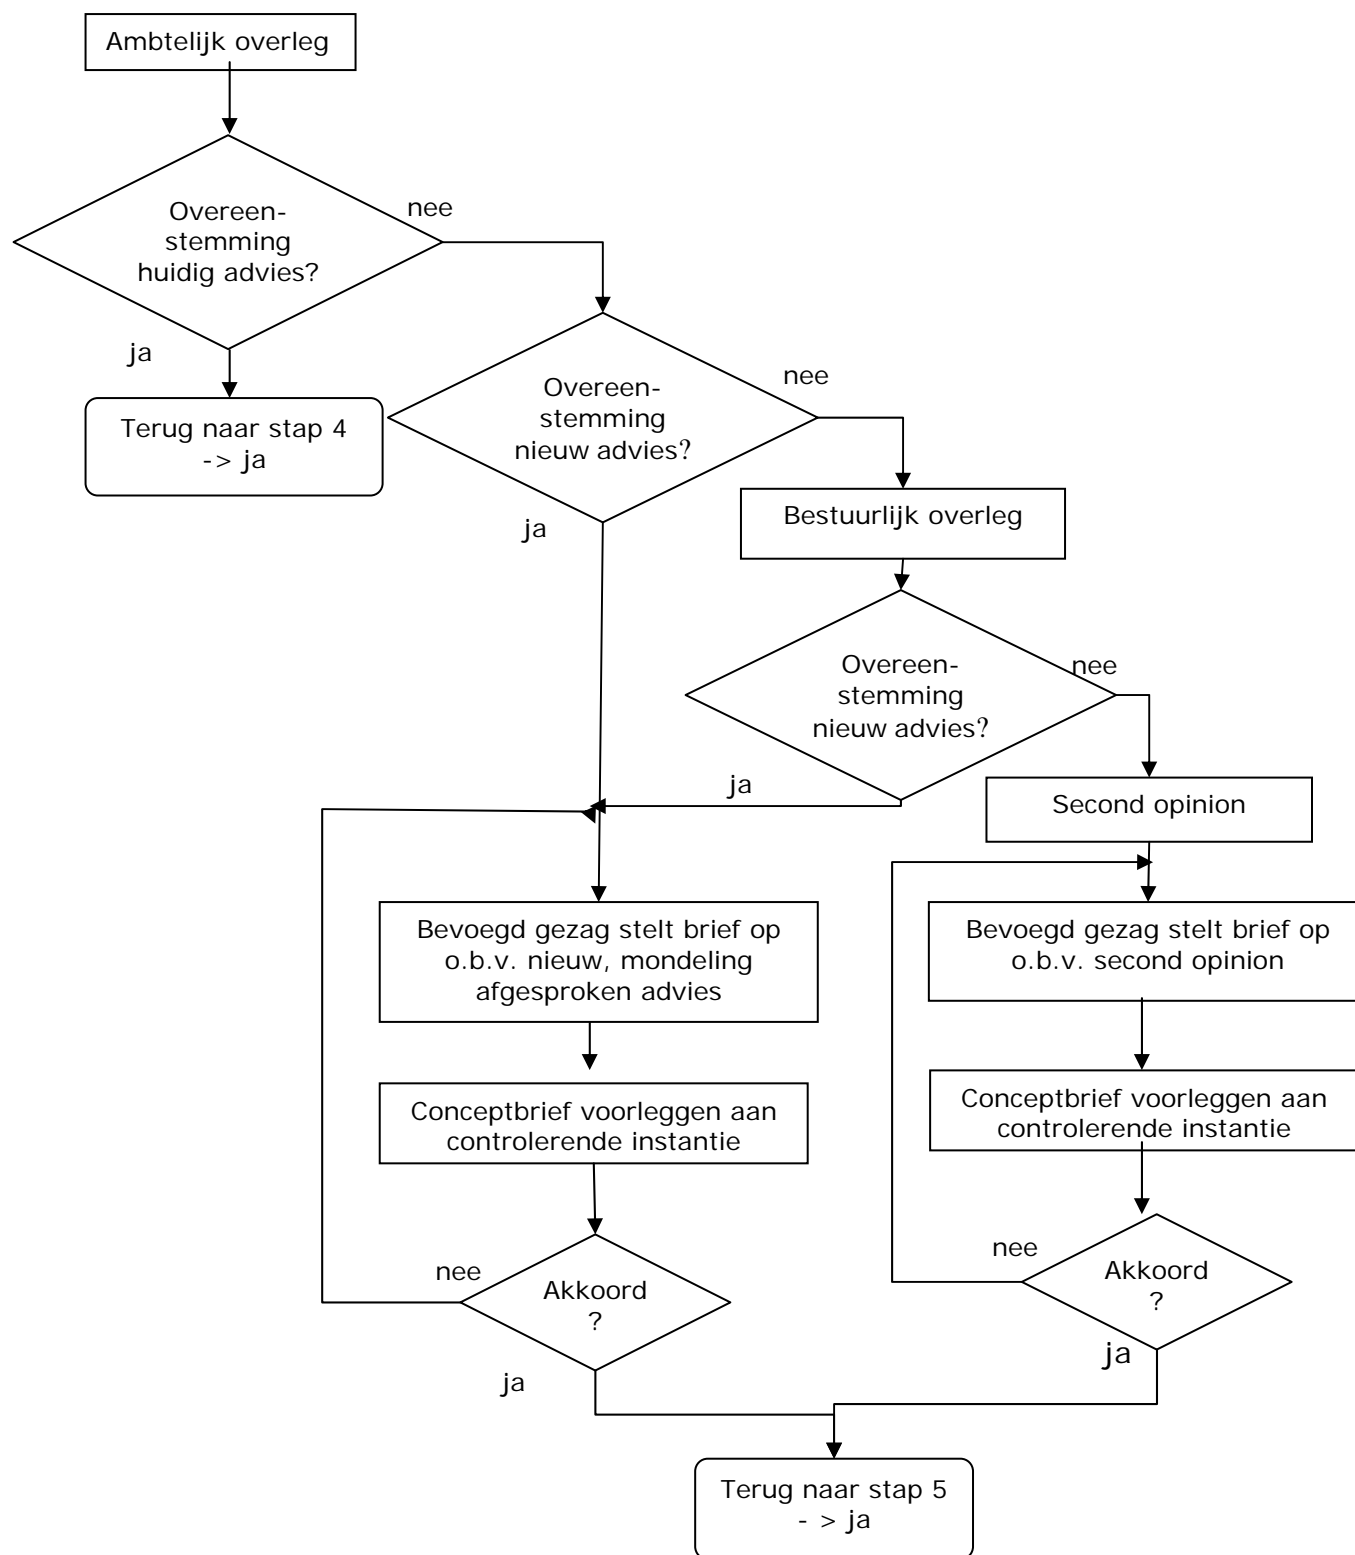 Ambtelijk overleg
Overeen-
stemming
huidig advies?
nee
ja
Terug naar stap 4
-> ja
Overeen-
stemming
nieuw advies?
nee
ja
Bestuurlijk overleg
Overeen-
stemming
nieuw advies?
nee
ja
Second opinion
Bevoegd gezag stelt brief op
o.b.v. nieuw, mondeling
afgesproken advies
Bevoegd gezag stelt brief op
o.b.v. second opinion
Conceptbrief voorleggen aan
controlerende instantie
Conceptbrief voorleggen aan
controlerende instantie
nee
Akkoord
?
ja
nee
Akkoord
?
ja
Terug naar stap 5
- > ja